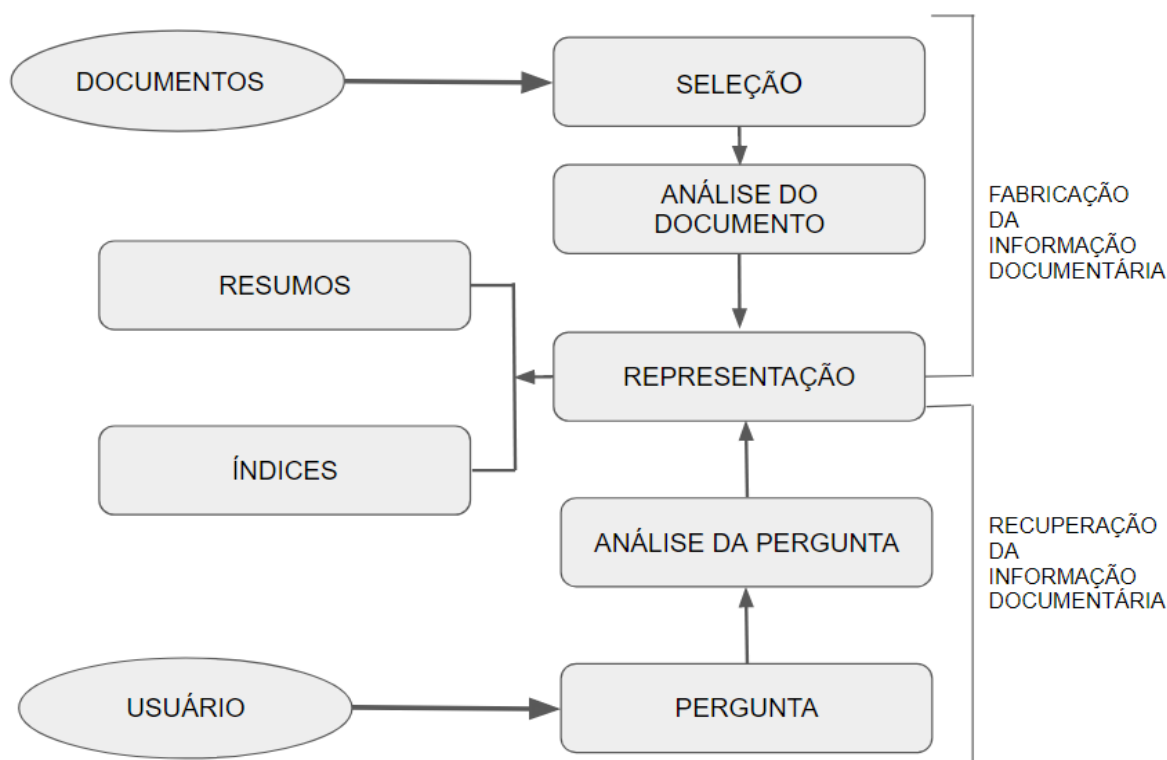 DOCUMENTOS
SELEÇÃO
ANÁLISE DO
DOCUMENTO
FABRICAÇÃO
DA
INFORMAÇÃO
DOCUMENTÁRIA
RESUMOS
REPRESENTAÇÃO
ÍNDICES
ANÁLISE DA PERGUNTA
RECUPERAÇÃO
DA
INFORMAÇÃO
DOCUMENTÁRIA
USUÁRIO
PERGUNTA